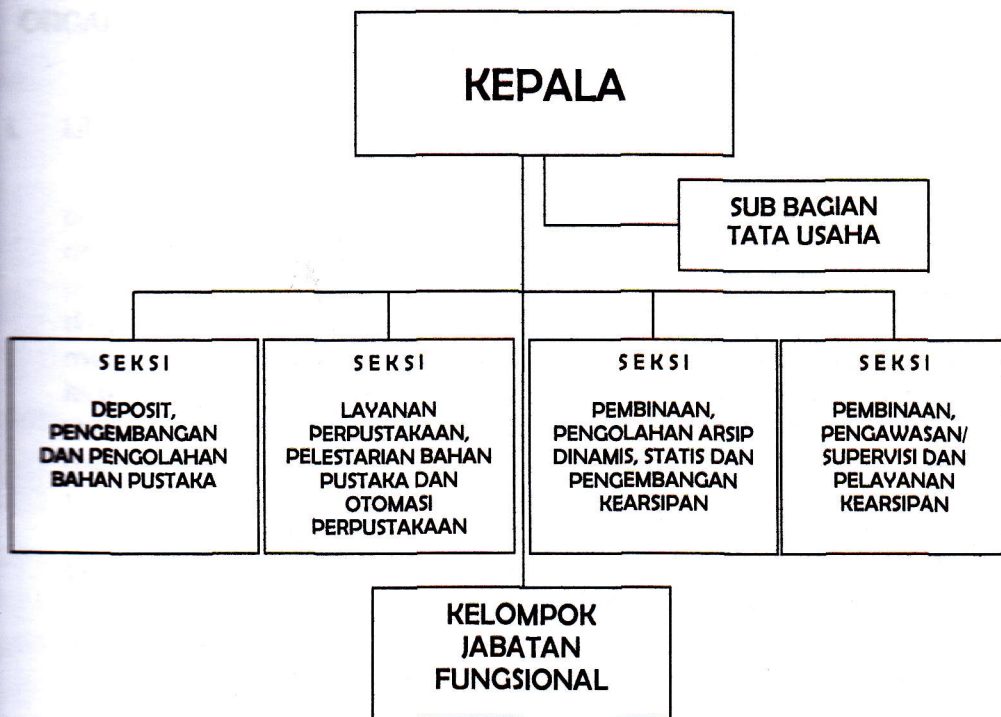 KEPALA
SUB BAGIAN
TATA USAHA
SEKSI
DEPOSIT,
PENGEMBANGAN
DAN PENGOLAHAN
BAHAN PUSTAKA
SEKSI
LAYANAN
PERPUSTAKAAN,
PELESTARIAN BAHAN
PUSTAKA DAN
OTOMASI
PERPUSTAKAAN
SEKSI
PEMBINAAN,
PENGOLAHAN ARSIP
DINAMIS, STATIS DAN
PENGEMBANGAN
KEARSIPAN
SEKSI
PEMBINAAN,
PENGAWASAN/
SUPERVISI DAN
PELAYANAN
KEARSIPAN
KELOMPOK
JABATAN
FUNGSIONAL